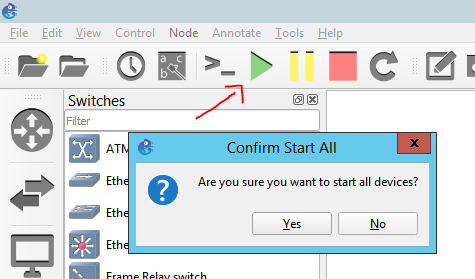 File Edit View Control Node Annotate Tools Help
a c
b
>_
Switches
Filter
ATM
Confirm Start All
X
Ethe
Are you sure you want to start all devices?
Ethe
Yes No
Ethe
Frame Relay switch